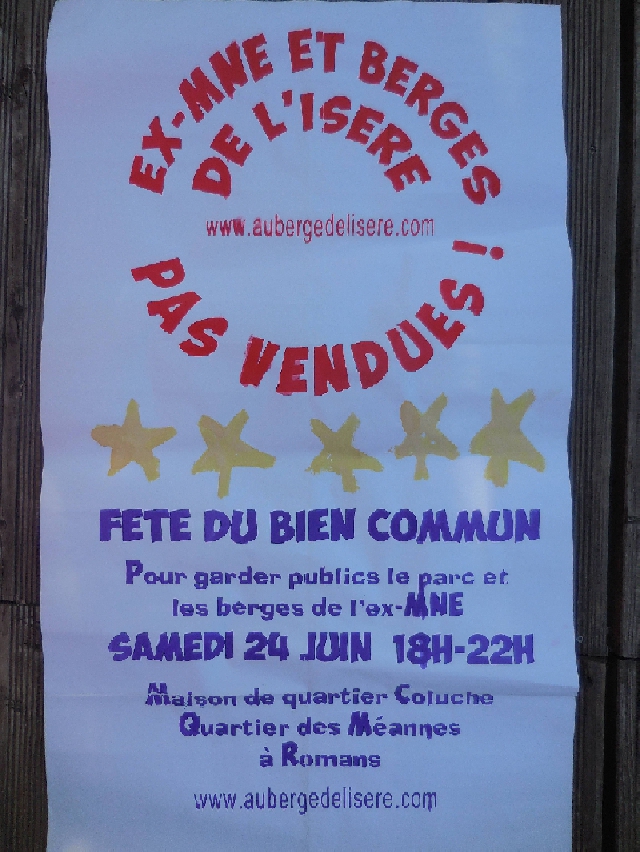 EX-MNE ET BERGES
DE L'ISERE
www.aubergedelisere.com
PAS VENDUES !
FETE DU BIEN COMMUN
Pour garder publics le parc et
les berges de l'ex-MNE
SAMEDI 24 JUIN 18H-22H
Maison de quartier Coluche
Quartier des Méannes
à Romans
www.aubergedelisere.com